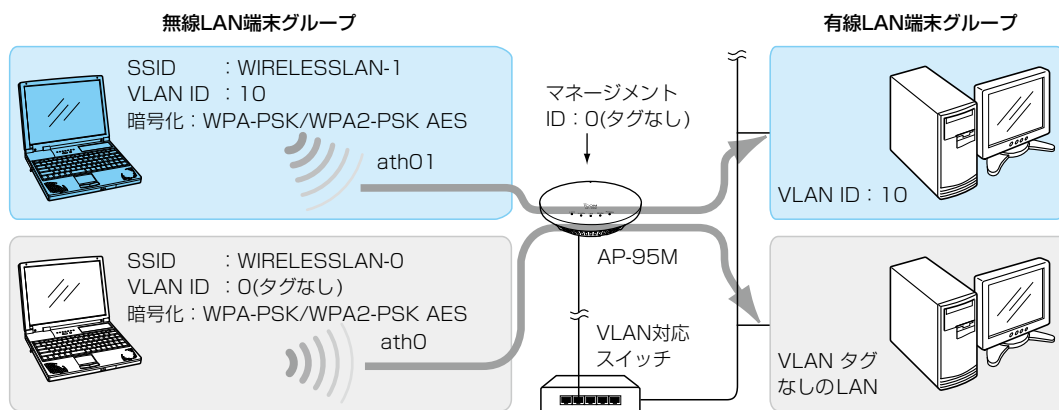 無線LAN端末グループ
有線LAN端末グループ
SSID : WIRELESSLAN-1
VLAN ID : 10
暗号化 : WPA-PSK/WPA2-PSK AES
ath01
マネージメント
ID : 0(タグなし)
VLAN ID : 10
AP-95M
SSID : WIRELESSLAN-0
VLAN ID : 0(タグなし)
暗号化 : WPA-PSK/WPA2-PSK AES
ath0
VLAN対応
スイッチ
VLAN タグ
なしのLAN